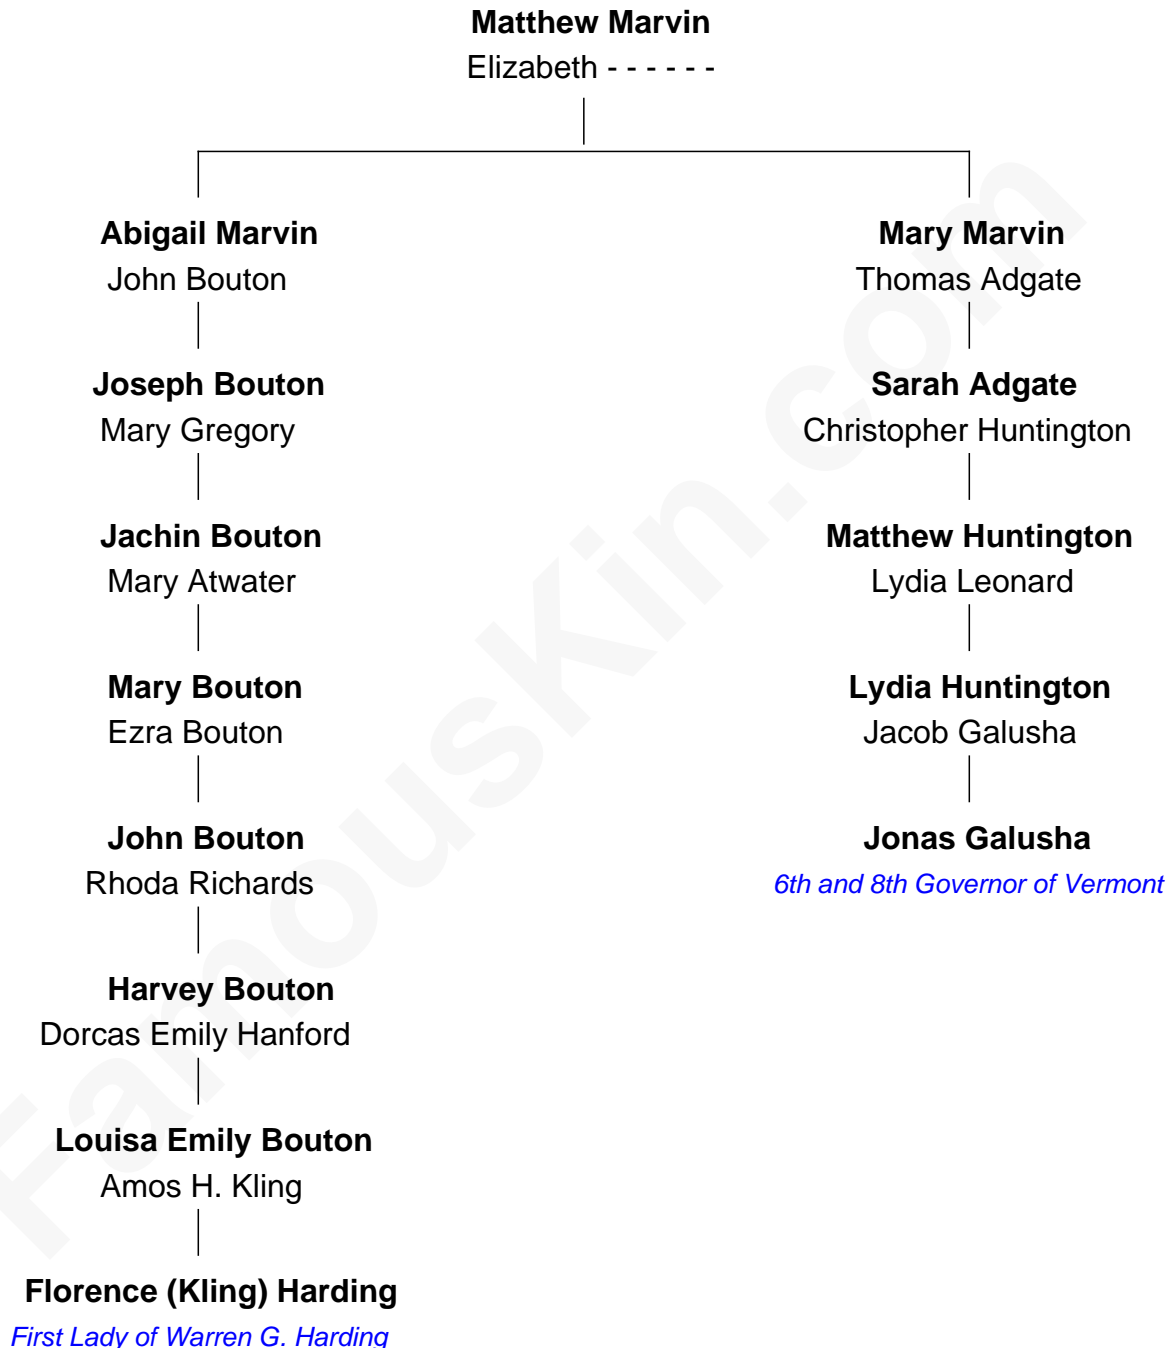 Matthew Marvin
Elizabeth - - - - - -
Abigail Marvin
John Bouton
Mary Marvin
Thomas Adgate
Joseph Bouton
Mary Gregory
Sarah Adgate
Christopher Huntington
Jachin Bouton
Mary Atwater
Matthew Huntington
Lydia Leonard
Mary Bouton
Ezra Bouton
Lydia Huntington
Jacob Galusha
John Bouton
Rhoda Richards
Jonas Galusha
6th and 8th Governor of Vermont
Harvey Bouton
Dorcas Emily Hanford
Louisa Emily Bouton
Amos H. Kling
Florence (Kling) Harding
First Lady of Warren G. Harding
FamousKin.com